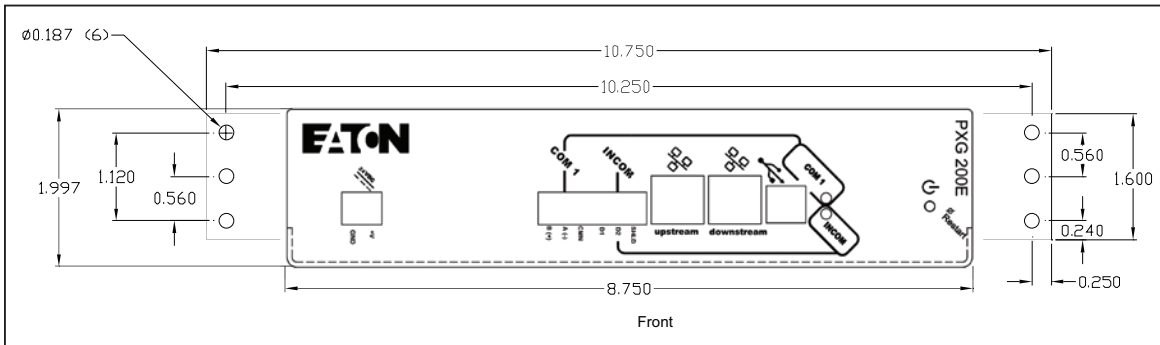 Ø0.187 (6)
10.750
10.250
1.997
1.120
0.560
EATON
COM 1
INCOM
PXG 200E
COM 1
INCOM
GND
+V
B (+)
A (-)
CMN
D1
D2
SHLD
upstream
downstream
Restart
0.560
1.600
0.240
0.250
8.750
Front